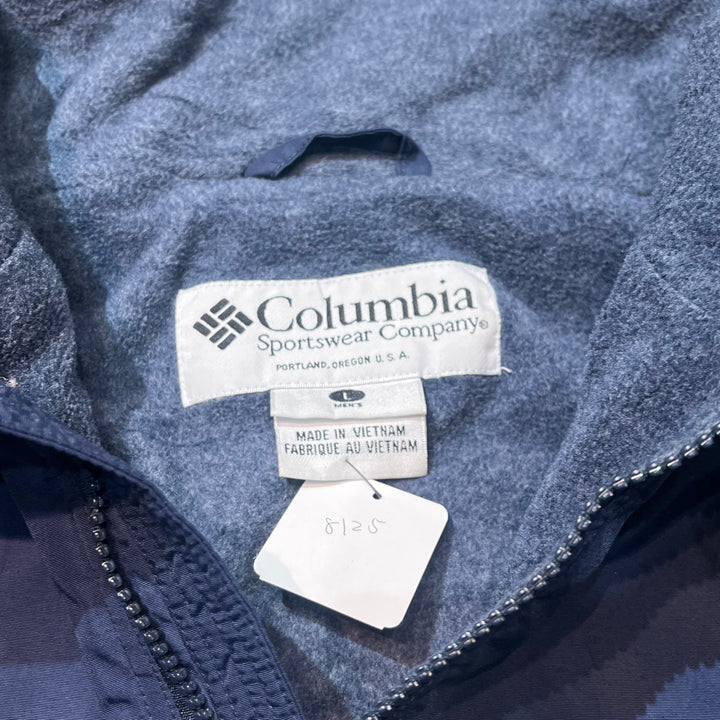 Columbia
Sportswear Company®
PORTLAND, OREGON U.S.A.
L
MEN'S
MADE IN VIETNAM
FABRIQUE AU VIETNAM
8125